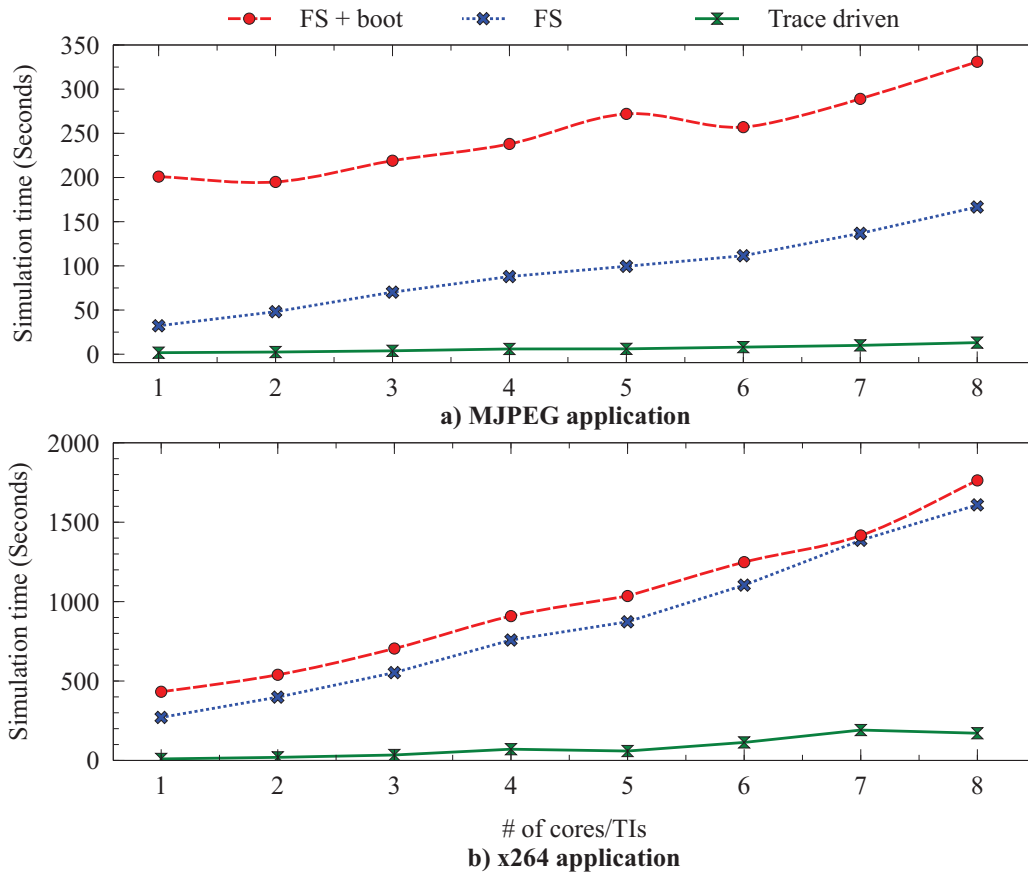 FS + boot FS Trace driven
350
300
250
200
150
100
50
0
Simulation time (Seconds)
1 2 3 4 5 6 7 8
a) MJPEG application
2000
1500
1000
500
0
Simulation time (Seconds)
1 2 3 4 5 6 7 8
# of cores/TIs
b) x264 application